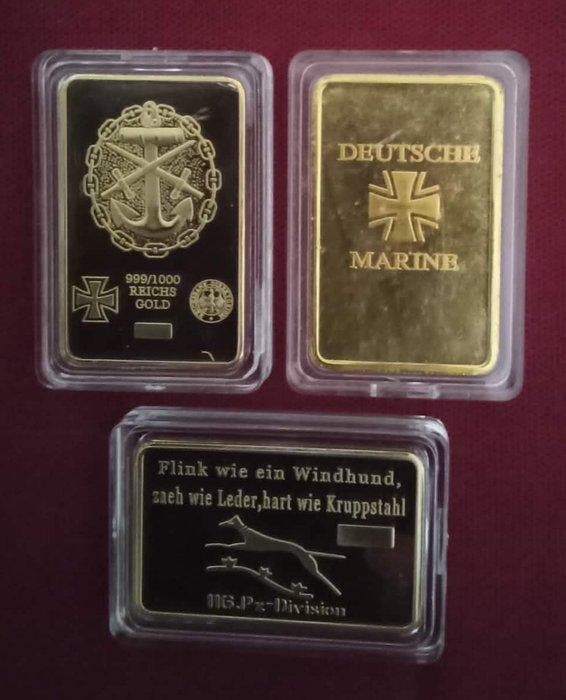 999/1000
REICHS
GOLD
DEUTSCHE
MARINE
Flink wie ein Windhund,
zaeh wie Leder,hart wie Kruppstahl
116.Pz-Division